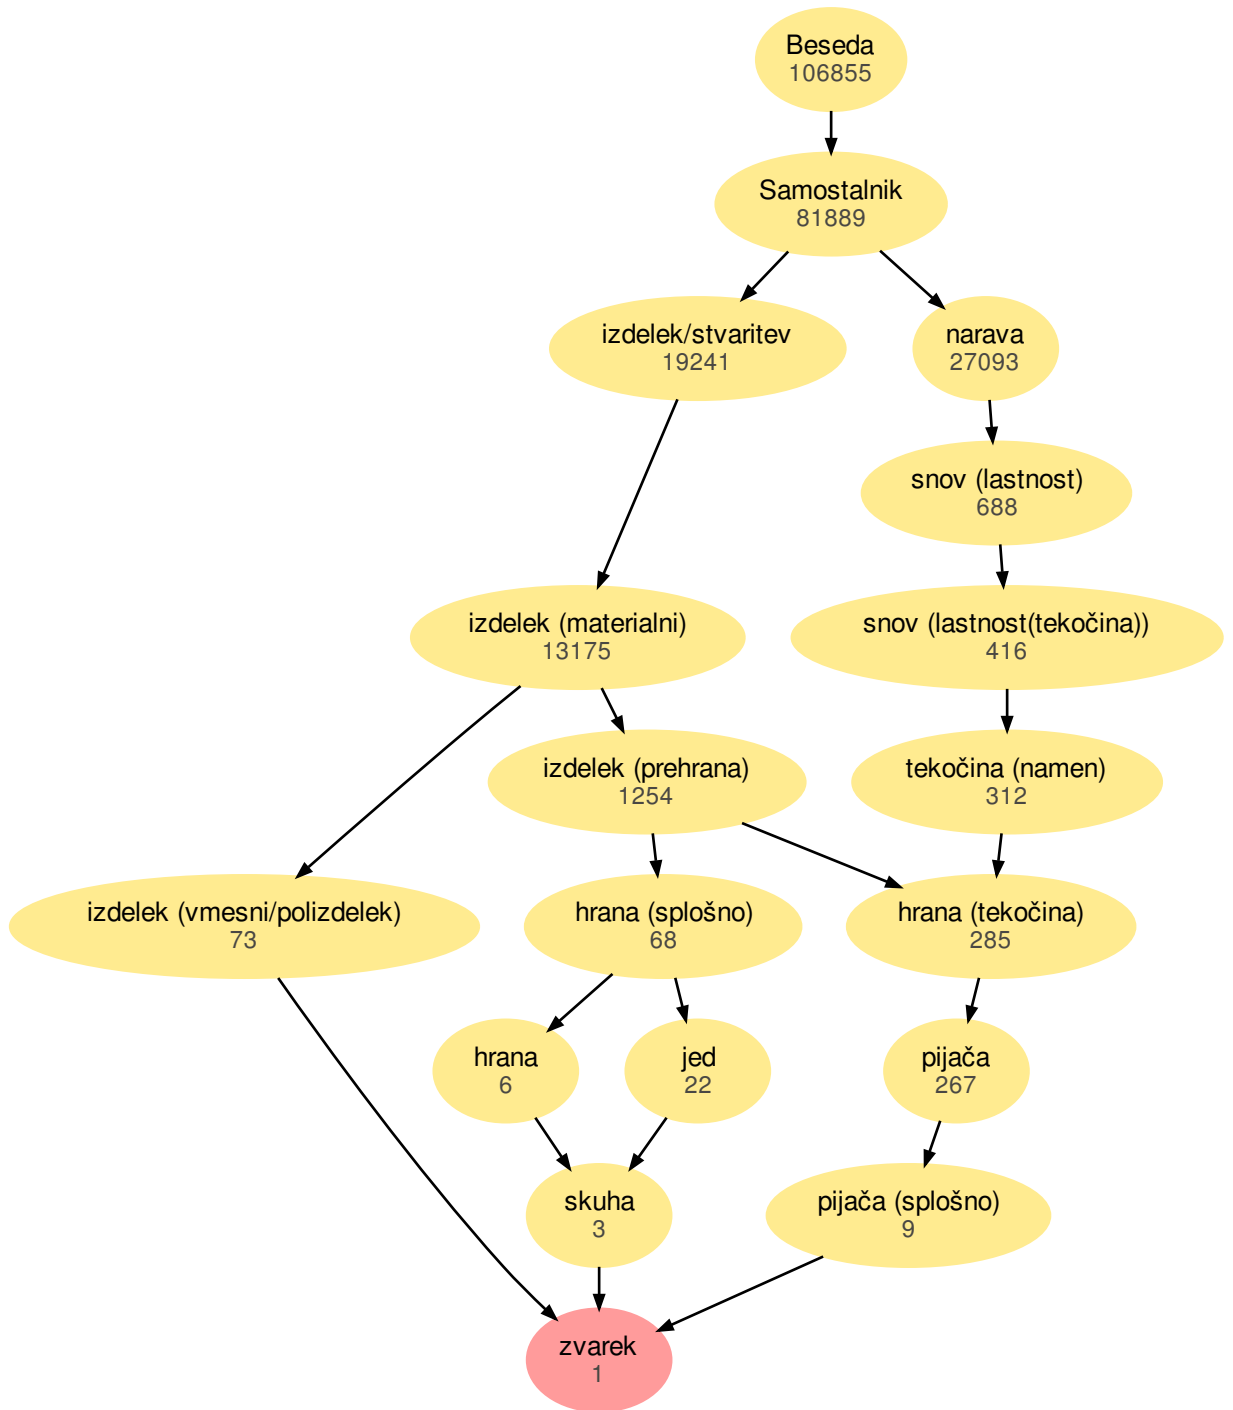 Beseda
106855
Samostalnik
81889
izdelek/stvaritev
19241
narava
27093
snov (lastnost)
688
izdelek (materialni)
13175
snov (lastnost(tekočina))
416
izdelek (prehrana)
1254
tekočina (namen)
312
izdelek (vmesni/polizdelek)
73
hrana (splošno)
68
hrana (tekočina)
285
hrana
6
jed
22
pijača
267
skuha
3
pijača (splošno)
9
zvarek
1